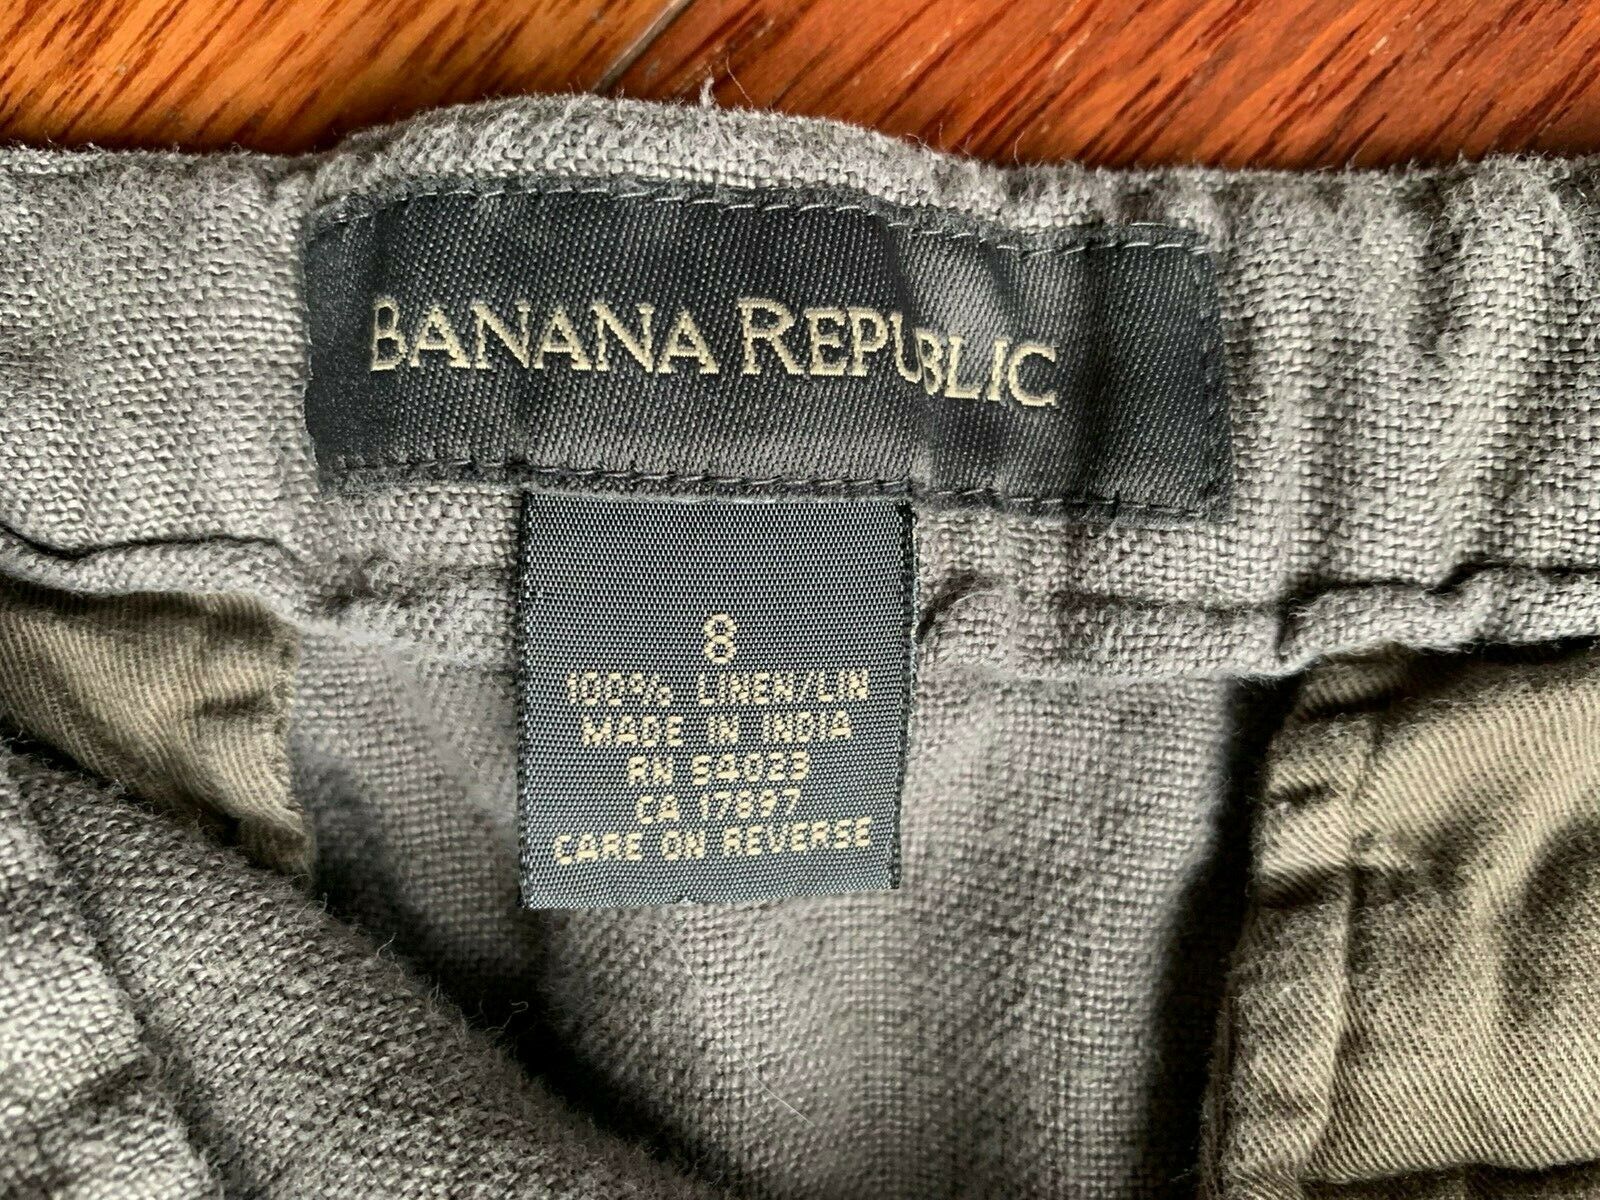 BANANA REPUBLIC
8
100% LINEN/LIN
MADE IN INDIA
RN 54023
CA 17897
CARE ON REVERSE